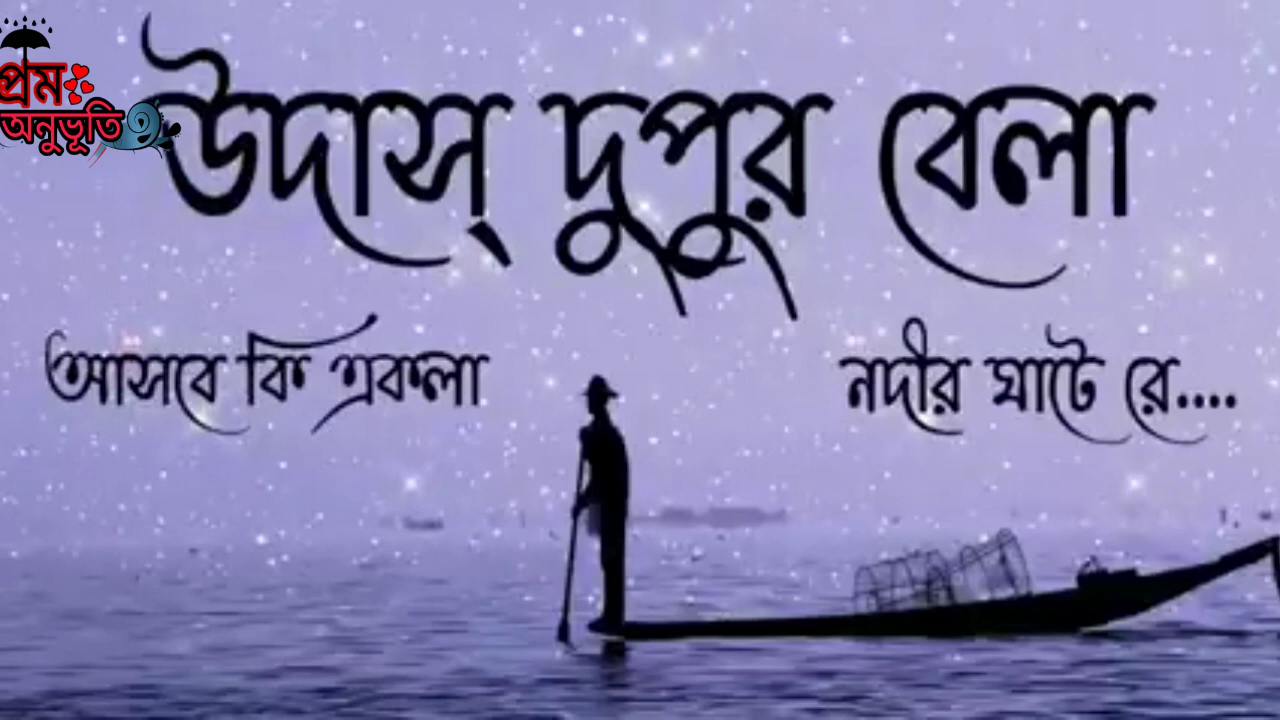 প্রেম
অনুভূতি
উদাস্ দুপুর বেলা
আসবে কি একলা নদীর ঘাটে রে....